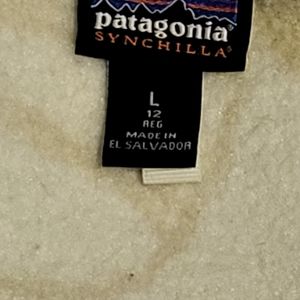 patagonia®
SYNCHILLA®
L
12
REG
MADE IN
EL SALVADOR